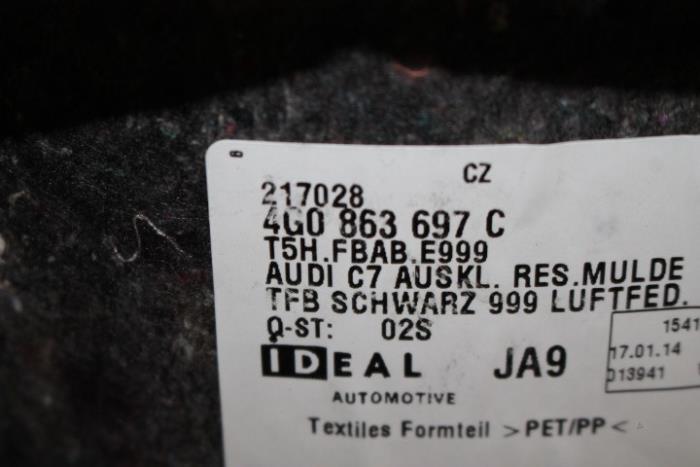 CZ
217028
4G0 863 697 C
T5H.FBAB.E999
AUDI C7 AUSKL. RES.MULDE
TFB SCHWARZ 999 LUFTFED.
Q-ST: 02S
IDEAL JA9
AUTOMOTIVE
1541
17.01.14
013941
Textiles Formteil >PET/PP<